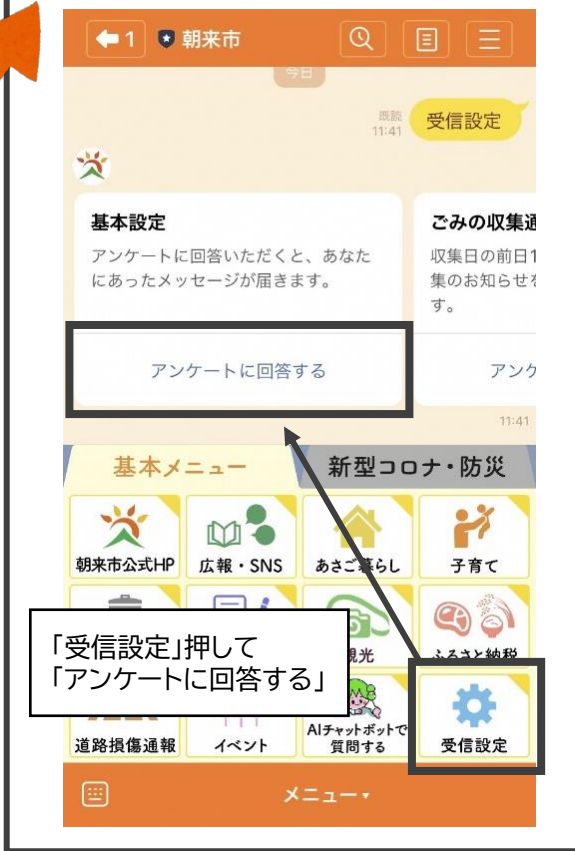 1 朝来市
今日
既読
11:41
受信設定
基本設定
アンケートに回答いただくと、あなた
にあったメッセージが届きます。
アンケートに回答する
ごみの収集通
収集日の前日1
集のお知らせを
す。
アンケ
11:41
基本メニュー
新型コロナ・防災
朝来市公式HP
広報・SNS
あさご暮らし
子育て
「受信設定」押して
「アンケートに回答する」
観光
ふるさと納税
道路損傷通報
イベント
AIチャットボットで
質問する
受信設定
メニュー▾